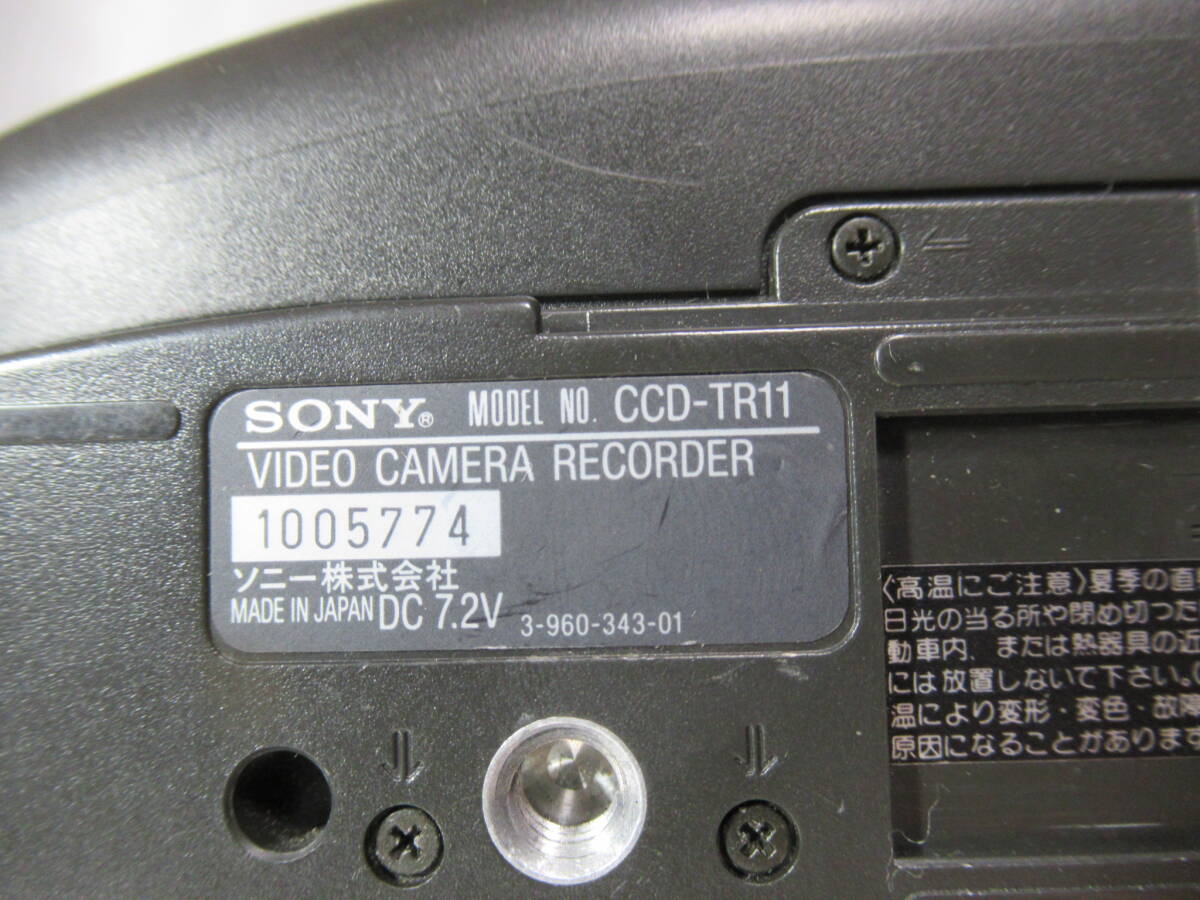 SONY® MODEL NO. CCD-TR11
VIDEO CAMERA RECORDER
1005774
ソニー株式会社
MADE IN JAPAN DC 7.2V 3-960-343-01
〈高温にご注意〉夏季の直
日光の当る所や閉め切った
動車内、または熱器具の近
には放置しないで下さい。
温により変形・変色・故障
原因になることがあります